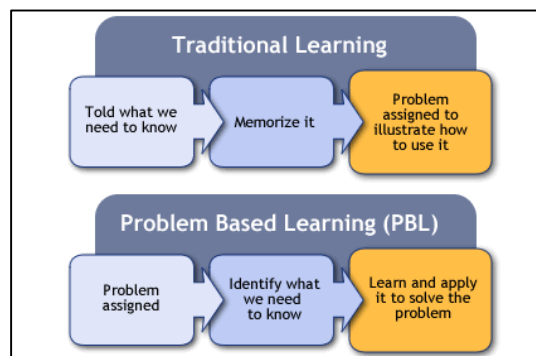 Traditional Learning
Told what we
need to know
Memorize it
Problem
assigned to
illustrate how
to use it
Problem Based Learning (PBL)
Problem
assigned
Identify what
we need
to know
Learn and apply
it to solve the
problem